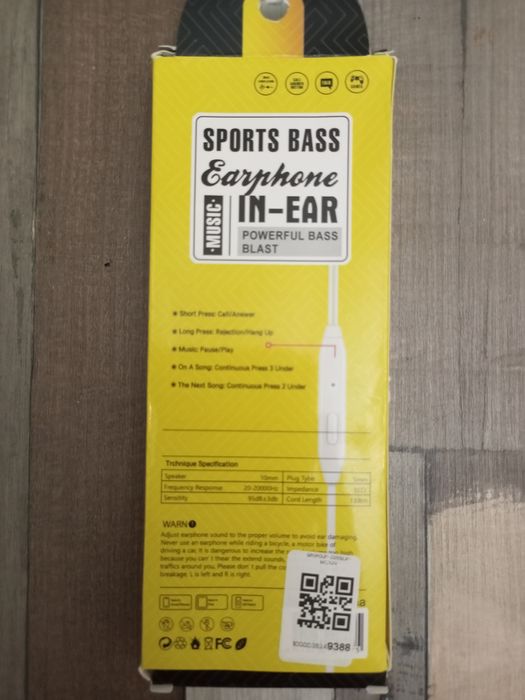 SPORTS BASS
Earphone
·MUSIC·
IN-EAR
POWERFUL BASS
BLAST
Short Press: Call/Answer
Long Press: Rejection/Hang Up
Music: Pause/Play
On A Song: Continuous Press 3 Under
The Next Song: Continuous Press 2 Under
Trchnique Specification
Speaker 10mm Plug Type
Frequency Response 20-20000Hz Impedance
Sensitity 95dB±3db Cord Length
WARN
Adjust earphone sound to the proper volume to avoid ear damaging.
Never use an earphone while riding a bicycle, a motor bike of
driving a car, it is dangerous to increase the
because you can' t thear the extend sounds,
traffics around you. Please don' t pull the
breakage. L is left and R is right.
9388
FC